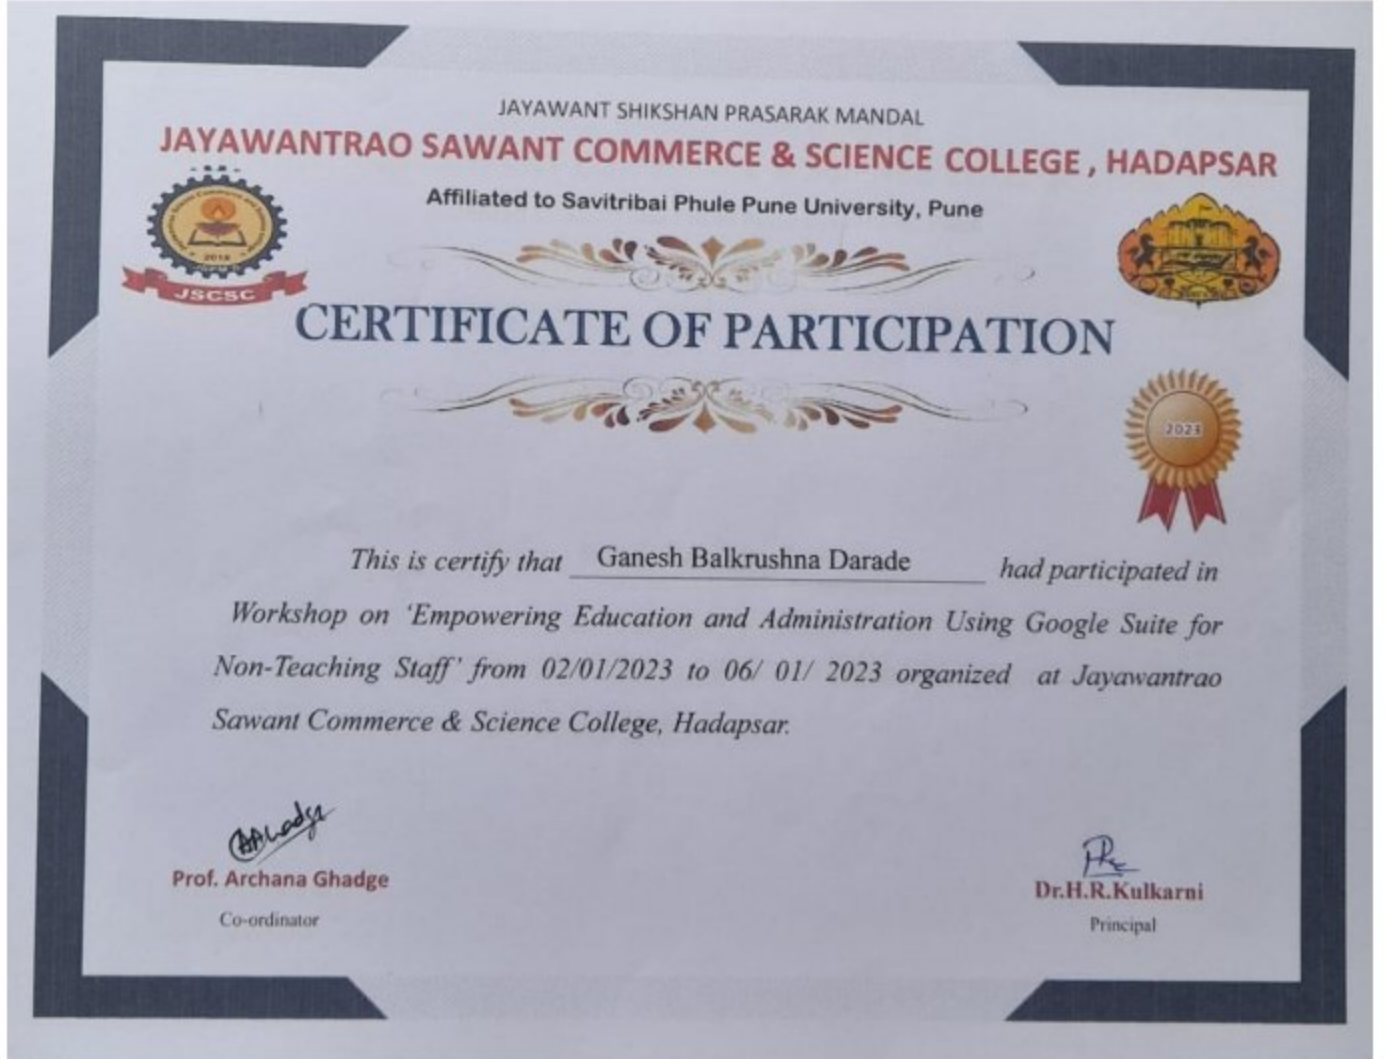 JAYAWANT SHIKSHAN PRASARAK MANDAL
JAYAWANTRAO SAWANT COMMERCE & SCIENCE COLLEGE , HADAPSAR
Affiliated to Savitribai Phule Pune University, Pune
2018
JSCSC
CERTIFICATE OF PARTICIPATION
2023
This is certify that Ganesh Balkrushna Darade had participated in
Workshop on ‘Empowering Education and Administration Using Google Suite for
Non-Teaching Staff’ from 02/01/2023 to 06/ 01/ 2023 organized at Jayawantrao
Sawant Commerce & Science College, Hadapsar.
Prof. Archana Ghadge
Co-ordinator
Dr.H.R.Kulkarni
Principal